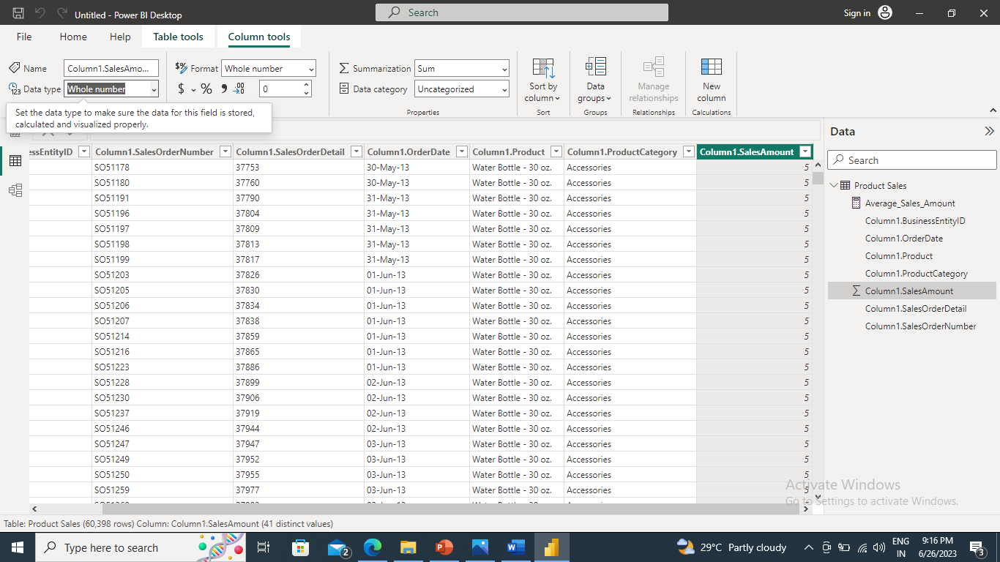 Untitled - Power BI Desktop
Search
Sign in
File Home Help Table tools Column tools
Name Column1.SalesAmo...
$% Format Whole number
Summarization Sum
Data type Whole number
$ % 0
Data category Uncategorized
Sort by column
Data groups
Manage relationships
New column
Properties Sort Groups Relationships Calculations
Set the data type to make sure the data for this field is stored,
calculated and visualized properly.
essEntityID Column1.SalesOrderNumber Column1.SalesOrderDetail Column1.OrderDate Column1.Product Column1.ProductCategory Column1.SalesAmount
SO51178 37753 30-May-13 Water Bottle - 30 oz. Accessories 5
SO51180 37760 30-May-13 Water Bottle - 30 oz. Accessories 5
SO51191 37790 31-May-13 Water Bottle - 30 oz. Accessories 5
SO51196 37804 31-May-13 Water Bottle - 30 oz. Accessories 5
SO51197 37809 31-May-13 Water Bottle - 30 oz. Accessories 5
SO51198 37813 31-May-13 Water Bottle - 30 oz. Accessories 5
SO51199 37817 31-May-13 Water Bottle - 30 oz. Accessories 5
SO51203 37826 01-Jun-13 Water Bottle - 30 oz. Accessories 5
SO51205 37830 01-Jun-13 Water Bottle - 30 oz. Accessories 5
SO51206 37834 01-Jun-13 Water Bottle - 30 oz. Accessories 5
SO51207 37838 01-Jun-13 Water Bottle - 30 oz. Accessories 5
SO51214 37859 01-Jun-13 Water Bottle - 30 oz. Accessories 5
SO51216 37865 01-Jun-13 Water Bottle - 30 oz. Accessories 5
SO51223 37886 01-Jun-13 Water Bottle - 30 oz. Accessories 5
SO51228 37899 02-Jun-13 Water Bottle - 30 oz. Accessories 5
SO51230 37906 02-Jun-13 Water Bottle - 30 oz. Accessories 5
SO51237 37919 02-Jun-13 Water Bottle - 30 oz. Accessories 5
SO51246 37944 02-Jun-13 Water Bottle - 30 oz. Accessories 5
SO51247 37947 03-Jun-13 Water Bottle - 30 oz. Accessories 5
SO51249 37952 03-Jun-13 Water Bottle - 30 oz. Accessories 5
SO51250 37955 03-Jun-13 Water Bottle - 30 oz. Accessories 5
SO51259 37977 03-Jun-13 Water Bottle - 30 oz. Accessories 5
Data
Search
Product Sales
Average_Sales_Amount
Column1.BusinessEntityID
Column1.OrderDate
Column1.Product
Column1.ProductCategory
Column1.SalesAmount
Column1.SalesOrderDetail
Column1.SalesOrderNumber
Activate Windows
Go to Settings to activate Windows.
Table: Product Sales (60,398 rows) Column: Column1.SalesAmount (41 distinct values)
Type here to search
2
29°C Partly cloudy
ENG
IN
9:16 PM
6/26/2023
3